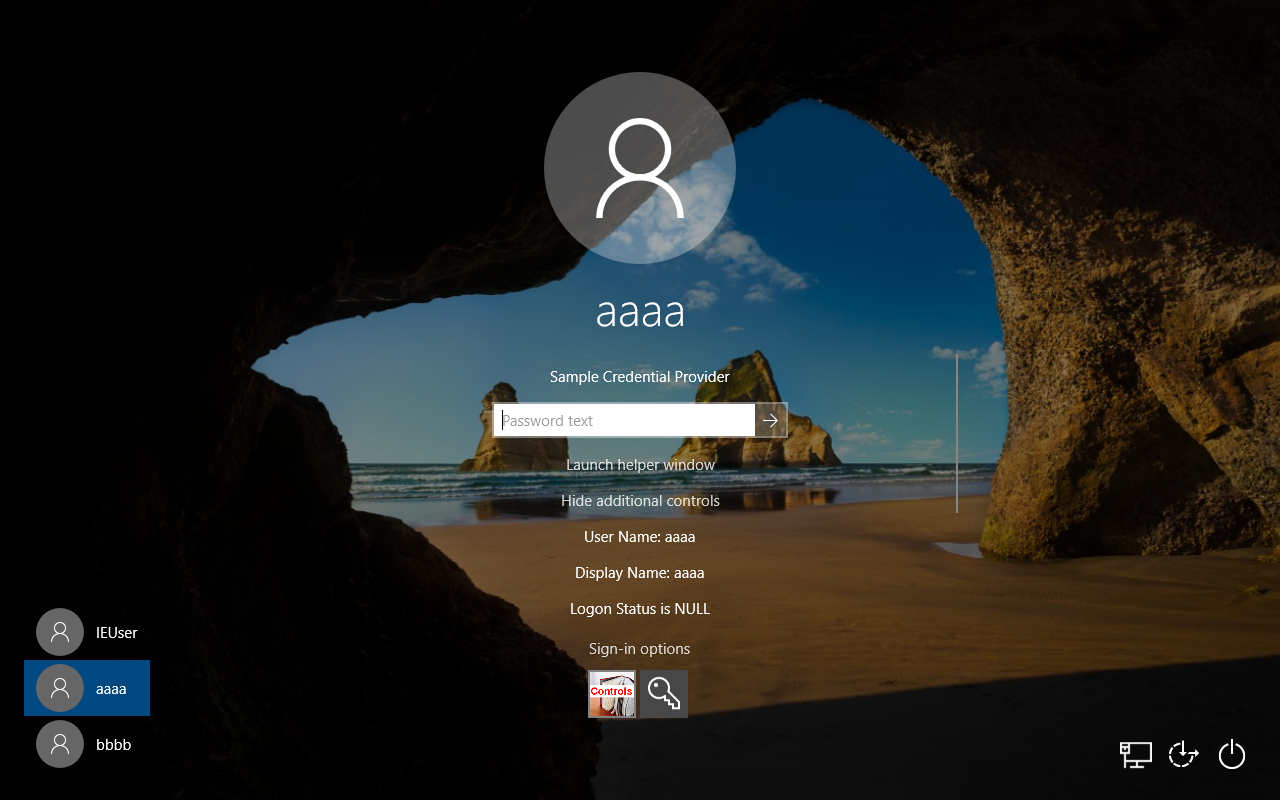 aaaa
Sample Credential Provider
Password text
Launch helper window
Hide additional controls
User Name: aaaa
Display Name: aaaa
Logon Status is NULL
Sign-in options
Controls
IEUser
aaaa
bbbb